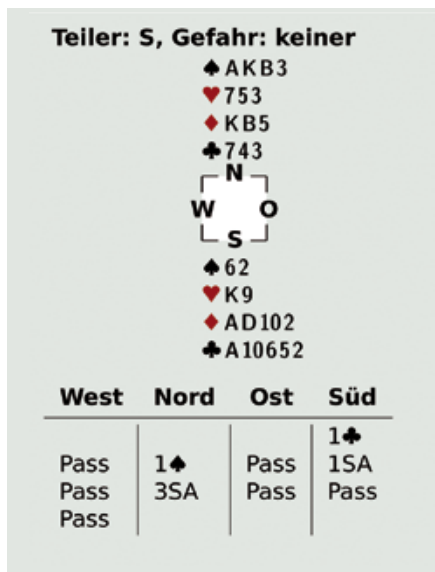 Teiler: S, Gefahr: keiner
♠ AKB3
♥ 753
♦ KB5
♣ 743
N
W O
S
♠ 62
♥ K9
♦ AD102
♣ A10652
West Nord Ost Süd
1♣
Pass 1♠ Pass 1SA
Pass 3SA Pass Pass
Pass